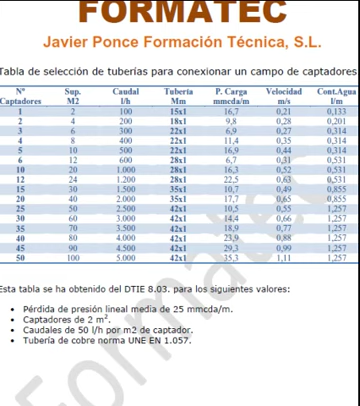 FORMATEC
Javier Ponce Formación Técnica, S.L.
Tabla de selección de tuberías para conexionar un campo de captadores
Nº Sup. Caudal Tubería P. Carga Velocidad Cont.Agua
Captadores M2 l/h Mm mmcda/m m/s l/m
1 2 100 15x1 16,7 0,21 0,133
2 4 200 18x1 9,8 0,28 0,201
3 6 300 22x1 6,9 0,27 0,314
4 8 400 22x1 11,4 0,35 0,314
5 10 500 22x1 16,9 0,44 0,314
6 12 600 28x1 6,7 0,31 0,531
10 20 1.000 28x1 16,3 0,52 0,531
12 24 1.200 28x1 22,5 0,63 0,531
15 30 1.500 35x1 10,7 0,49 0,855
20 40 2.000 35x1 17,7 0,65 0,855
25 50 2.500 42x1 10,5 0,55 1,257
30 60 3.000 42x1 14,4 0,66 1,257
35 70 3.500 42x1 18,9 0,77 1,257
40 80 4.000 42x1 23,9 0,88 1,257
45 90 4.500 42x1 29,3 0,99 1,257
50 100 5.000 42x1 35,3 1,11 1,257
Esta tabla se ha obtenido del DTIE 8.03. para los siguientes valores:
• Pérdida de presión lineal media de 25 mmcda/m.
• Captadores de 2 m².
• Caudales de 50 l/h por m2 de captador.
• Tubería de cobre norma UNE EN 1.057.
Formatec